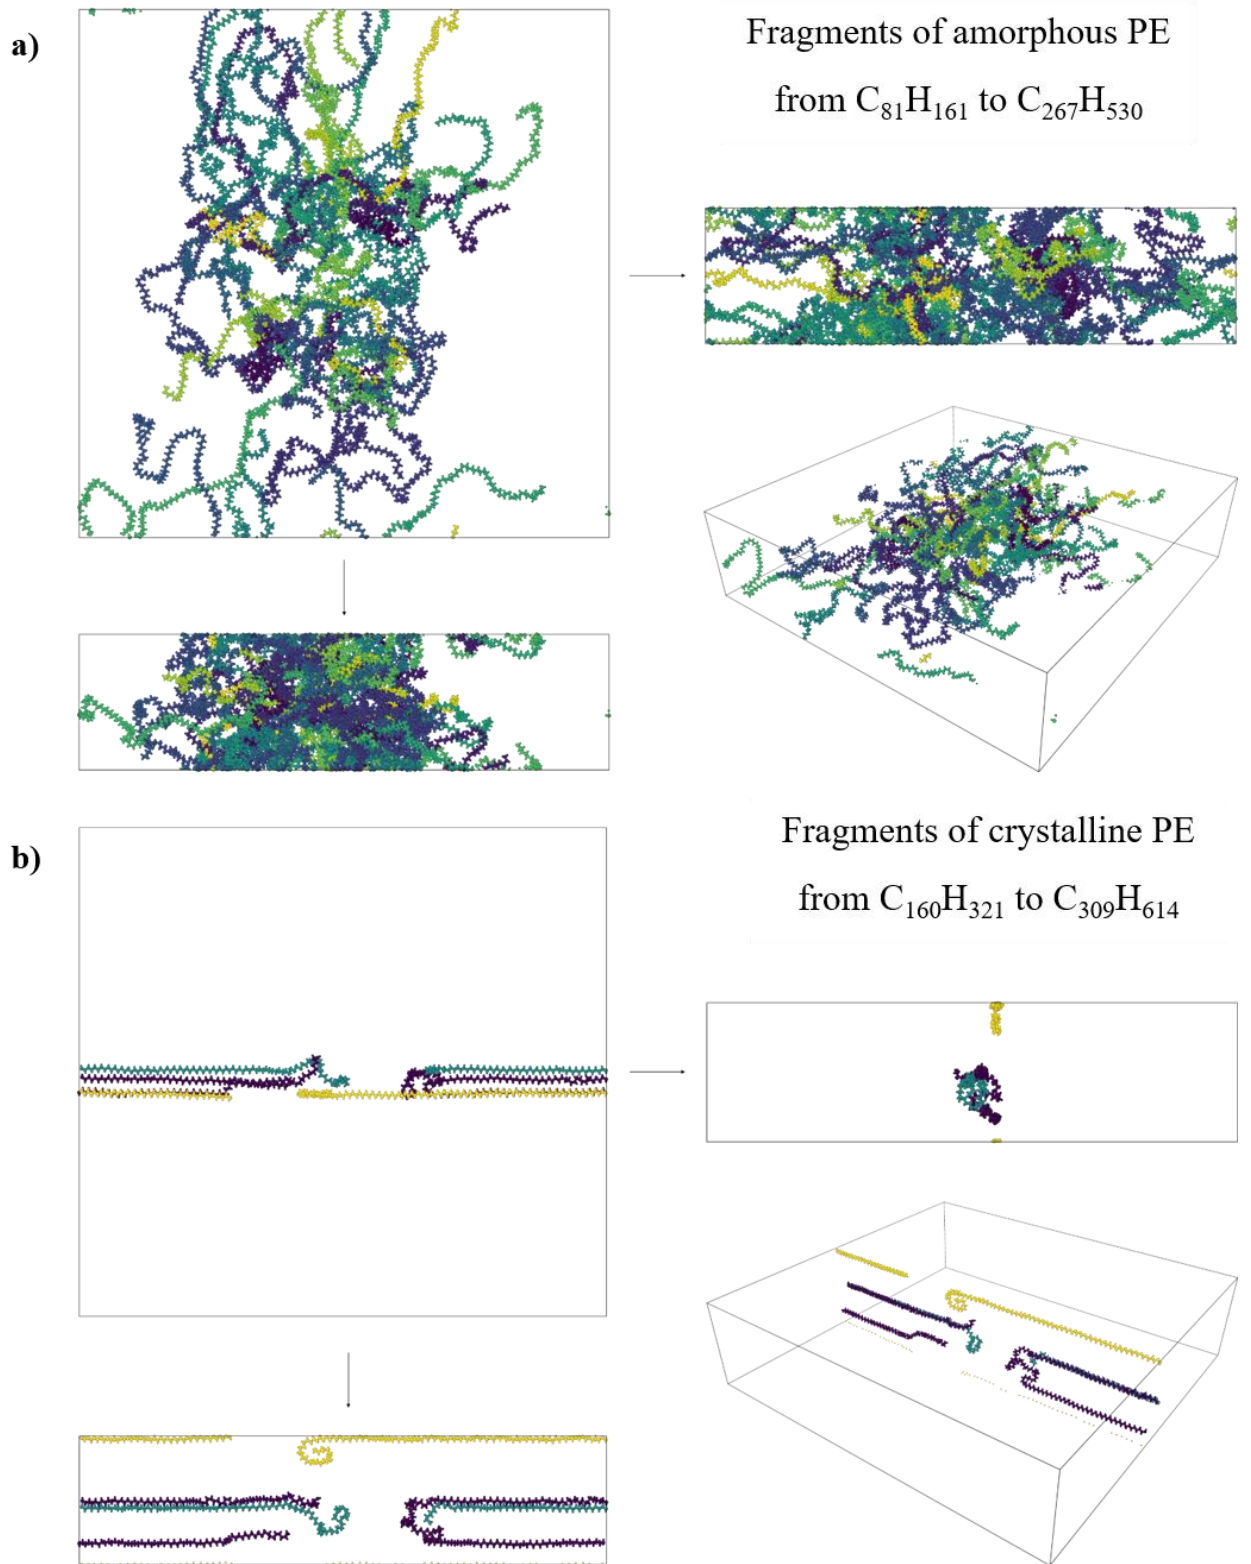 a)
Fragments of amorphous PE
from C₈₁H₁₆₁ to C₂₆₇H₅₃₀
b)
Fragments of crystalline PE
from C₁₆₀H₃₂₁ to C₃₀₉H₆₁₄